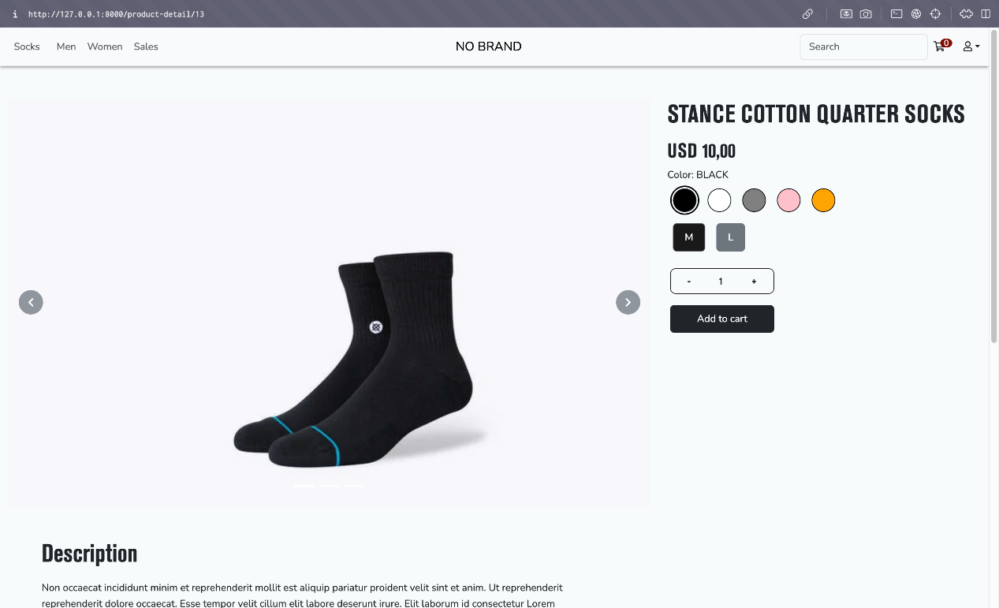 i http://127.0.0.1:8000/product-detail/13
Socks Men Women Sales NO BRAND Search 0
STANCE COTTON QUARTER SOCKS
USD 10,00
Color: BLACK
M L
- 1 +
Add to cart
Description
Non occaecat incididunt minim et reprehenderit mollit est aliquip pariatur proident velit sint et anim. Ut reprehenderit
reprehenderit dolore occaecat. Esse tempor velit cillum elit labore deserunt irure. Elit laborum id consectetur Lorem